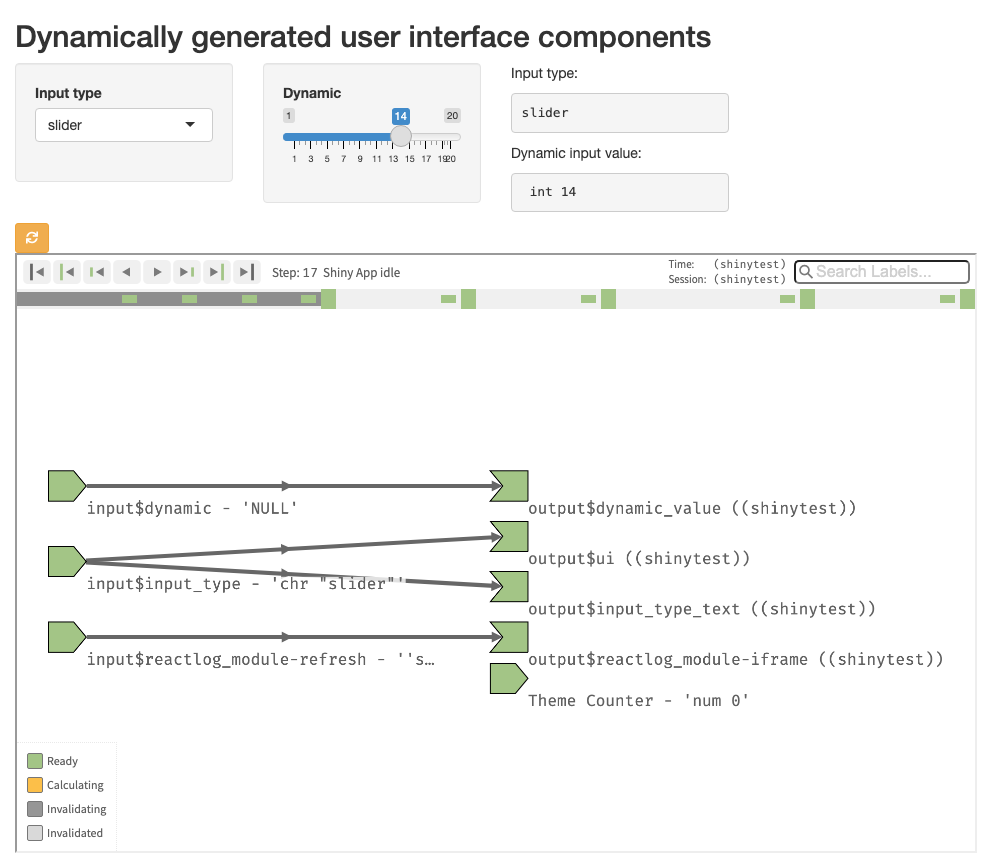 Dynamically generated user interface components
Input type
slider
Dynamic
1 14 20
1 3 5 7 9 11 13 15 17 19 20
Input type:
slider
Dynamic input value:
int 14
Step: 17 Shiny App idle
Time: (shinytest)
Session: (shinytest)
Search Labels...
input$dynamic - 'NULL'
output$dynamic_value ((shinytest))
output$ui ((shinytest))
input$input_type - 'chr "slider"'
output$input_type_text ((shinytest))
input$reactlog_module-refresh - ''s…
output$reactlog_module-iframe ((shinytest))
Theme Counter - 'num 0'
Ready
Calculating
Invalidating
Invalidated